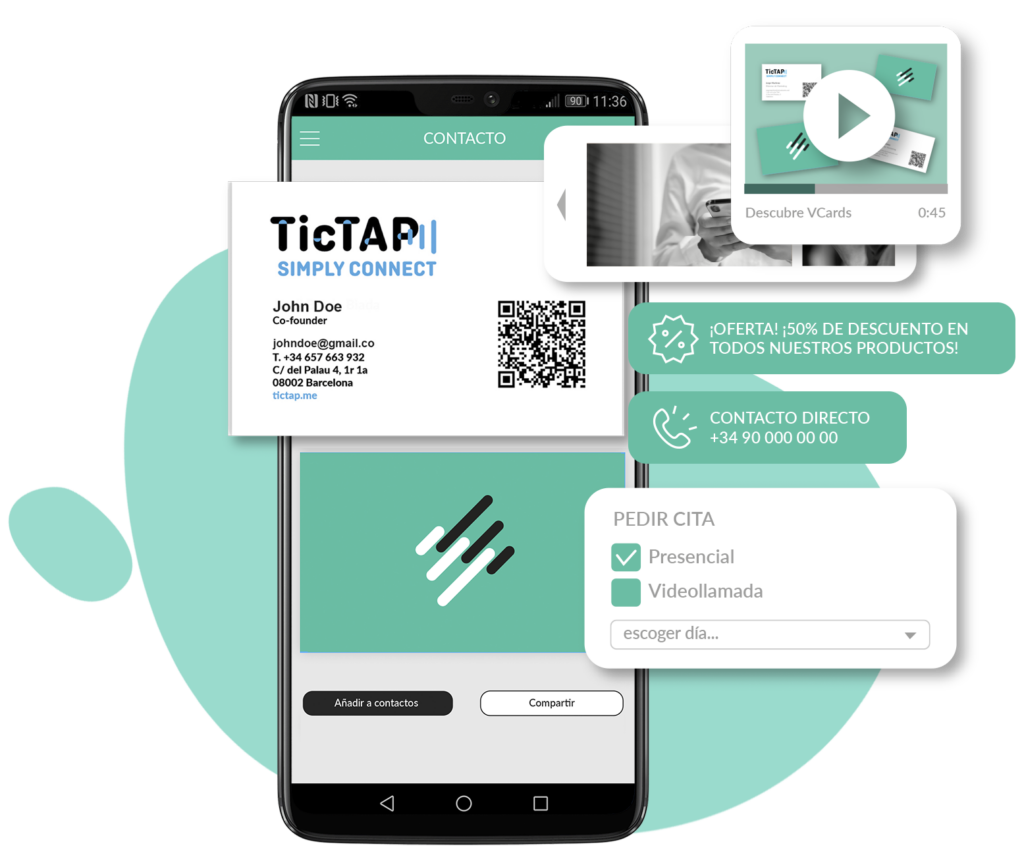 90 11:36
CONTACTO
TicTAP
SIMPLY CONNECT
John Doe
Co-founder
johndoe@gmail.co
T. +34 657 663 932
C/ del Palau 4, 1r 1a
08002 Barcelona
tictap.me
TicTAP
Descubre VCards 0:45
¡OFERTA! ¡50% DE DESCUENTO EN
TODOS NUESTROS PRODUCTOS!
CONTACTO DIRECTO
+34 90 000 00 00
PEDIR CITA
Presencial
Videollamada
escoger día...
Añadir a contactos
Compartir